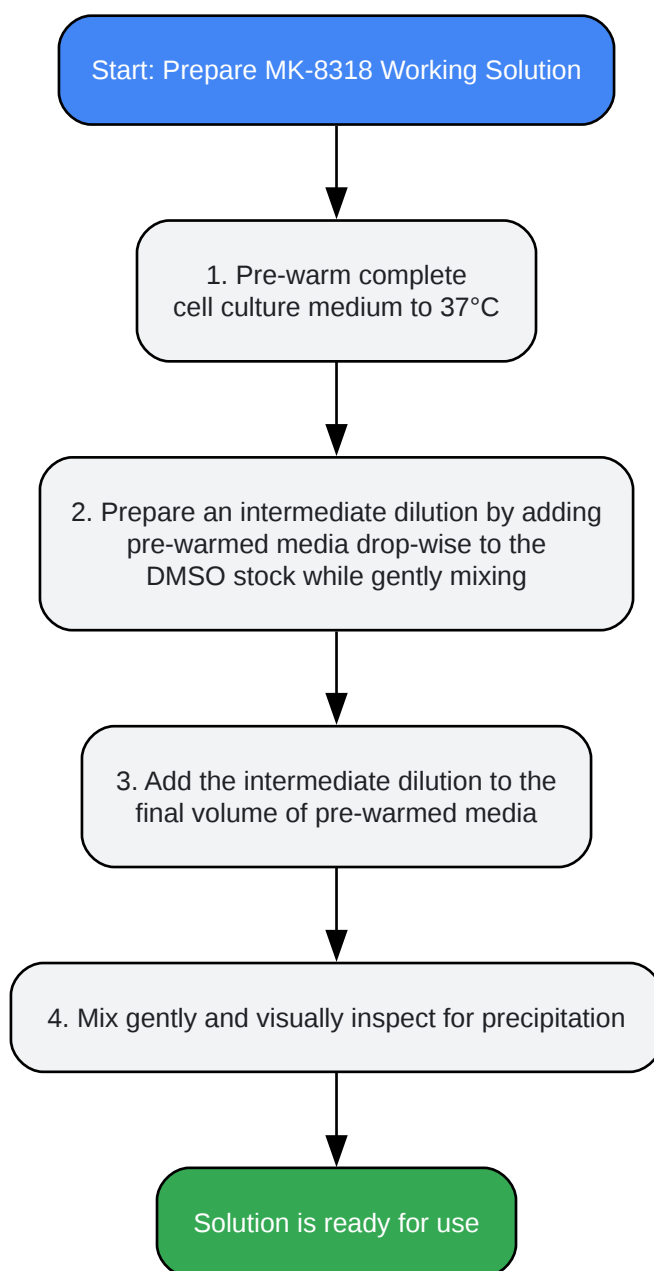 Start: Prepare MK-8318 Working Solution
1. Pre-warm complete
cell culture medium to 37°C
2. Prepare an intermediate dilution by adding
pre-warmed media drop-wise to the
DMSO stock while gently mixing
3. Add the intermediate dilution to the
final volume of pre-warmed media
4. Mix gently and visually inspect for precipitation
Solution is ready for use